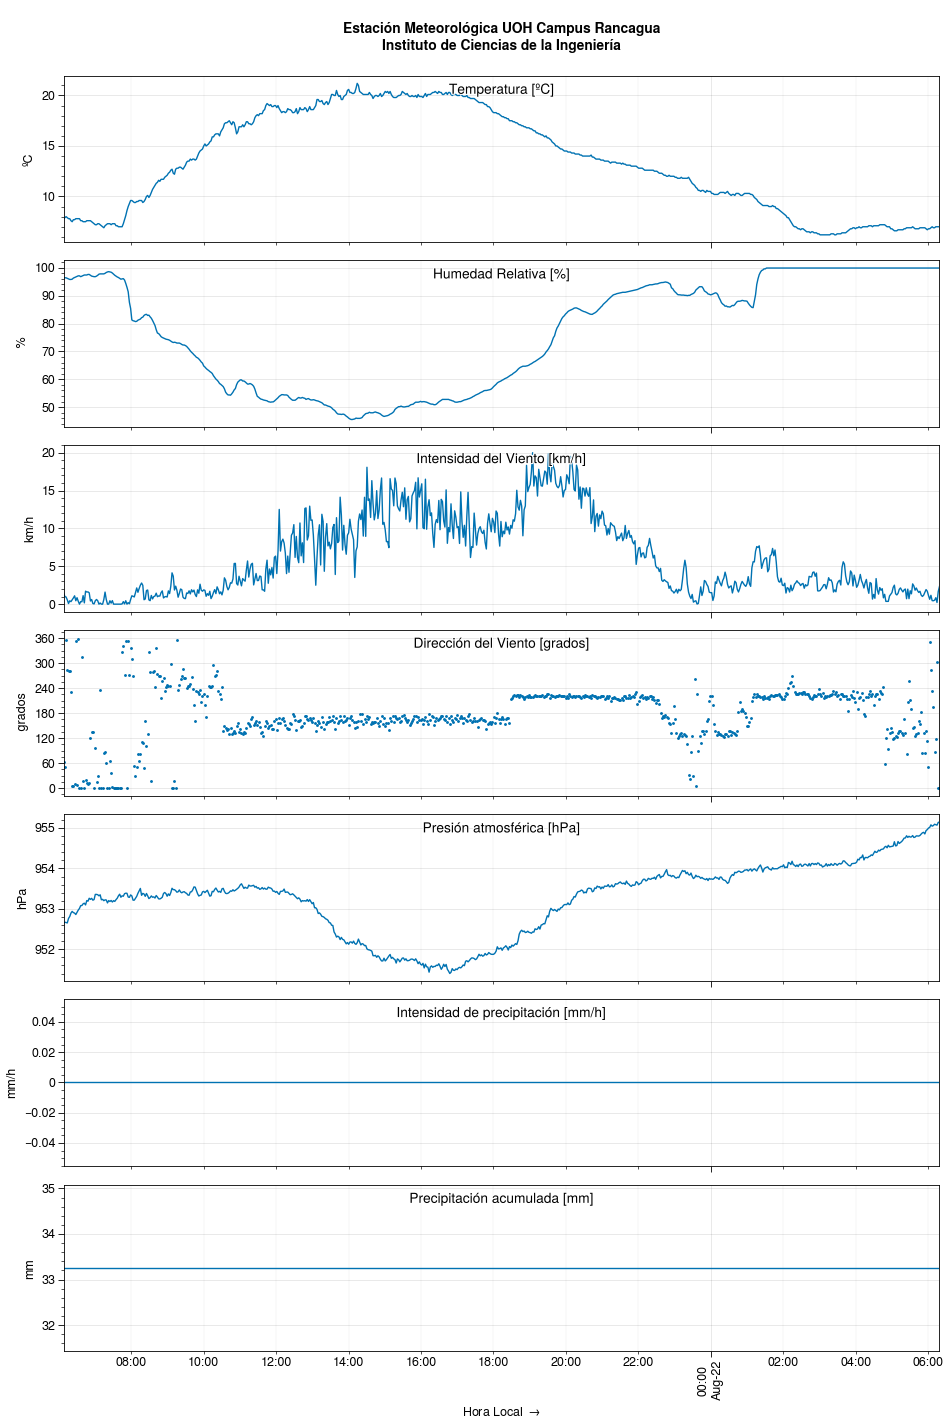 Estación Meteorológica UOH Campus Rancagua
Instituto de Ciencias de la Ingeniería
Temperatura [ºC]
20
15
10
ºC
Humedad Relativa [%]
100
90
80
70
60
50
%
Intensidad del Viento [km/h]
20
15
10
5
0
km/h
Dirección del Viento [grados]
360
300
240
180
120
60
0
grados
Presión atmosférica [hPa]
955
954
953
952
hPa
Intensidad de precipitación [mm/h]
0.04
0.02
0
−0.02
−0.04
mm/h
Precipitación acumulada [mm]
35
34
33
32
mm
08:00 10:00 12:00 14:00 16:00 18:00 20:00 22:00 00:00 02:00 04:00 06:00
Aug-22
Hora Local →